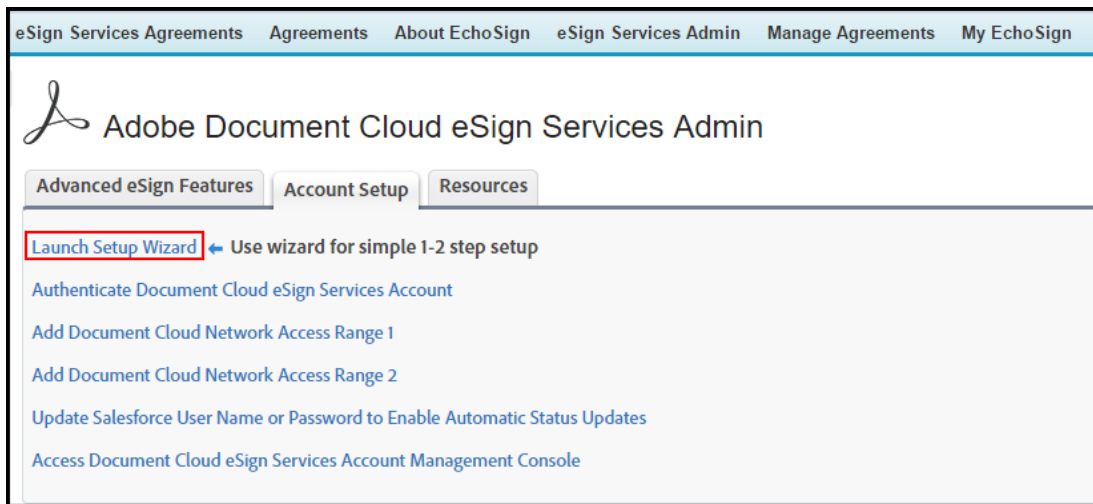 eSign Services Agreements Agreements About EchoSign eSign Services Admin Manage Agreements My EchoSign
Adobe Document Cloud eSign Services Admin
Advanced eSign Features Account Setup Resources
Launch Setup Wizard Use wizard for simple 1-2 step setup
Authenticate Document Cloud eSign Services Account
Add Document Cloud Network Access Range 1
Add Document Cloud Network Access Range 2
Update Salesforce User Name or Password to Enable Automatic Status Updates
Access Document Cloud eSign Services Account Management Console